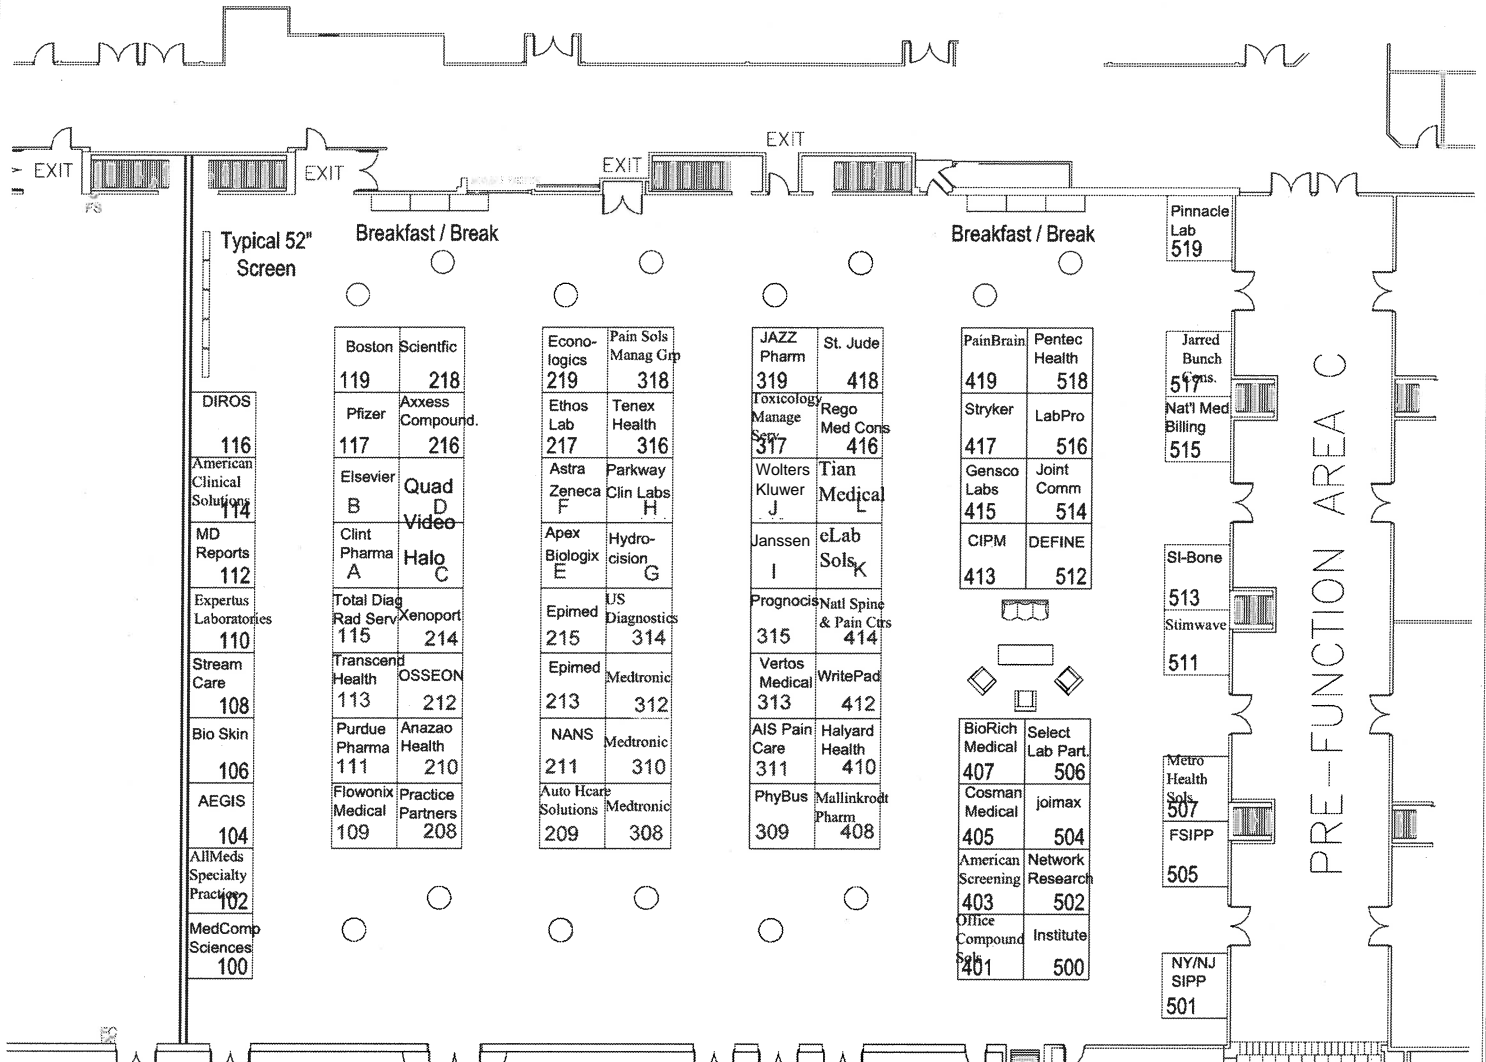 EXIT
EXIT
EXIT
EXIT
FS
Typical 52"
Screen
Breakfast / Break
Breakfast / Break
Pinnacle
Lab
519
Boston Scientfic
119
218
Econo-
logics
219
Pain Sols
Manag Grp
318
JAZZ
Pharm
319
St. Jude
418
PainBrain
419
Pentec
Health
518
Jarred
Bunch
Cons.
517
DIROS
116
Pfizer
117
Axxess
Compound.
216
Ethos
Lab
217
Tenex
Health
316
Toxicology
Manage
Serv
317
Rego
Med Cons
416
Stryker
417
LabPro
516
Nat'l Med
Billing
515
American
Clinical
Solutions
114
Elsevier
B
Quad
D
Video
Astra
Zeneca
F
Parkway
Clin Labs
H
Wolters
Kluwer
J
Tian
Medical
L
Gensco
Labs
415
Joint
Comm
514
MD
Reports
112
Clint
Pharma
A
Halo
C
Apex
Biologix
E
Hydro-
cision
G
Janssen
I
eLab
Sols
K
CIPM
413
DEFINE
512
SI-Bone
513
Expertus
Laboratories
110
Total Diag
Rad Serv
115
Xenoport
214
Epimed
215
US
Diagnostics
314
Prognocis
315
Natl Spine
& Pain Ctrs
414
Stimwave
511
Stream
Care
108
Transcend
Health
113
OSSEON
212
Epimed
213
Medtronic
312
Vertos
Medical
313
WritePad
412
Bio Skin
106
Purdue
Pharma
111
Anazao
Health
210
NANS
211
Medtronic
310
AIS Pain
Care
311
Halyard
Health
410
BioRich
Medical
407
Select
Lab Part.
506
Metro
Health
Sols
507
AEGIS
104
Flowonix
Medical
109
Practice
Partners
208
Auto Hcare
Solutions
209
Medtronic
308
PhyBus
309
Mallinkrodt
Pharm
408
Cosman
Medical
405
joimax
504
FSIPP
505
AllMeds
Specialty
Practice
102
American
Screening
403
Network
Research
502
MedComp
Sciences
100
Office
Compound
Sols
401
Institute
500
NY/NJ
SIPP
501
PRE-FUNCTION AREA C